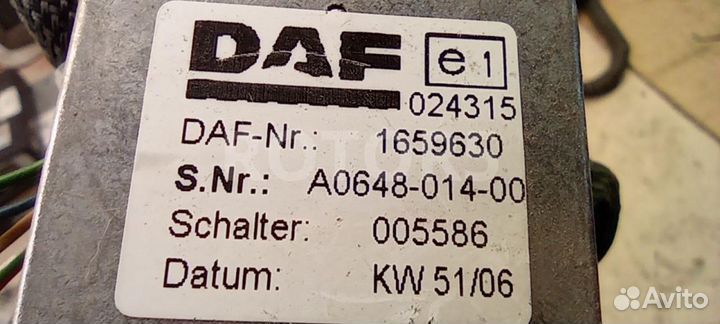 DAF e1
024315
DAF-Nr.: 1659630
S.Nr.: A0648-014-00
Schalter: 005586
Datum: KW 51/06
Avito